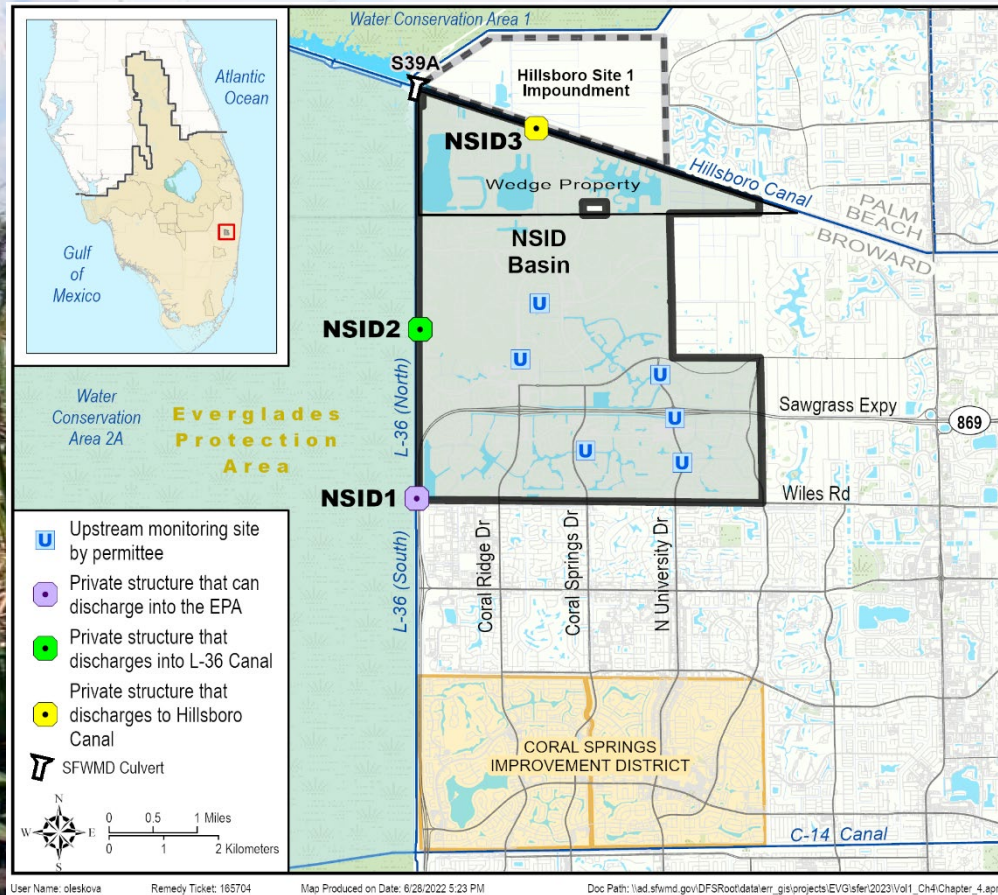 Water Conservation Area 1
Atlantic
Ocean
Gulf
of
Mexico
S39A
Hillsboro Site 1
Impoundment
NSID3
Wedge Property
Hillsboro Canal
PALM
BEACH
BROWARD
NSID
Basin
U
NSID2
U
U
U
U
U
L-36 (North)
Water
Conservation
Area 2A
Everglades
Protection
Area
Sawgrass Expy
869
NSID1
Wiles Rd
L-36 (South)
Coral Ridge Dr
Coral Springs Dr
N University Dr
CORAL SPRINGS
IMPROVEMENT DISTRICT
C-14 Canal
U
Upstream monitoring site
by permittee
Private structure that can
discharge into the EPA
Private structure that
discharges into L-36 Canal
Private structure that
discharges to Hillsboro
Canal
SFWMD Culvert
N
W E
S
0 0.5 1 Miles
0 1 2 Kilometers
User Name: oleskova Remedy Ticket: 165704 Map Produced on Date: 6/28/2022 5:23 PM Doc Path: \\ad.sfwmd.gov\DFSRoot\data\err_gis\projects\EVG\sfer\2023\Vol1_Ch4\Chapter_4.apr